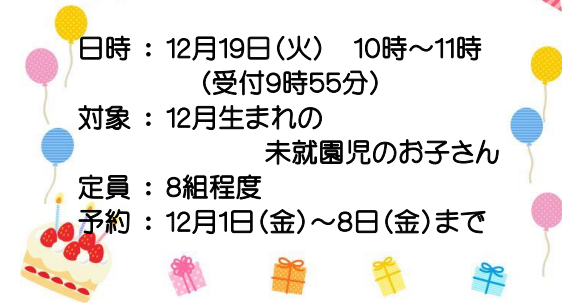 日時 : 12月19日(火) 10時～11時
(受付9時55分)
対象 : 12月生まれの
未就園児のお子さん
定員 : 8組程度
予約 : 12月1日(金)～8日(金)まで